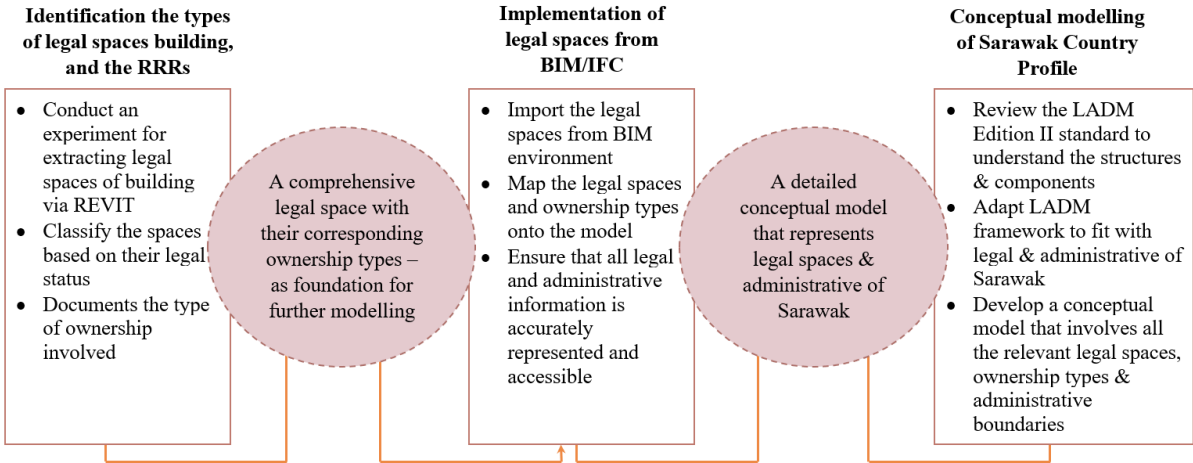 Identification the types
of legal spaces building,
and the RRRs
● Conduct an
experiment for
extracting legal
spaces of building
via REVIT
● Classify the spaces
based on their legal
status
● Documents the type
of ownership
involved
A comprehensive
legal space with
their corresponding
ownership types –
as foundation for
further modelling
Implementation of
legal spaces from
BIM/IFC
● Import the legal
spaces from BIM
environment
● Map the legal spaces
and ownership types
onto the model
● Ensure that all legal
and administrative
information is
accurately
represented and
accessible
A detailed
conceptual model
that represents
legal spaces &
administrative of
Sarawak
Conceptual modelling
of Sarawak Country
Profile
● Review the LADM
Edition II standard to
understand the structures
& components
● Adapt LADM
framework to fit with
legal & administrative of
Sarawak
● Develop a conceptual
model that involves all
the relevant legal spaces,
ownership types &
administrative
boundaries